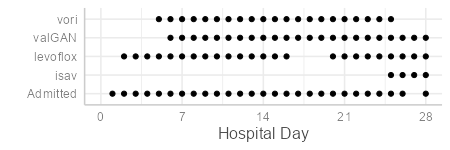 vori
valGAN
levoflox
isav
Admitted
0 7 14 21 28
Hospital Day